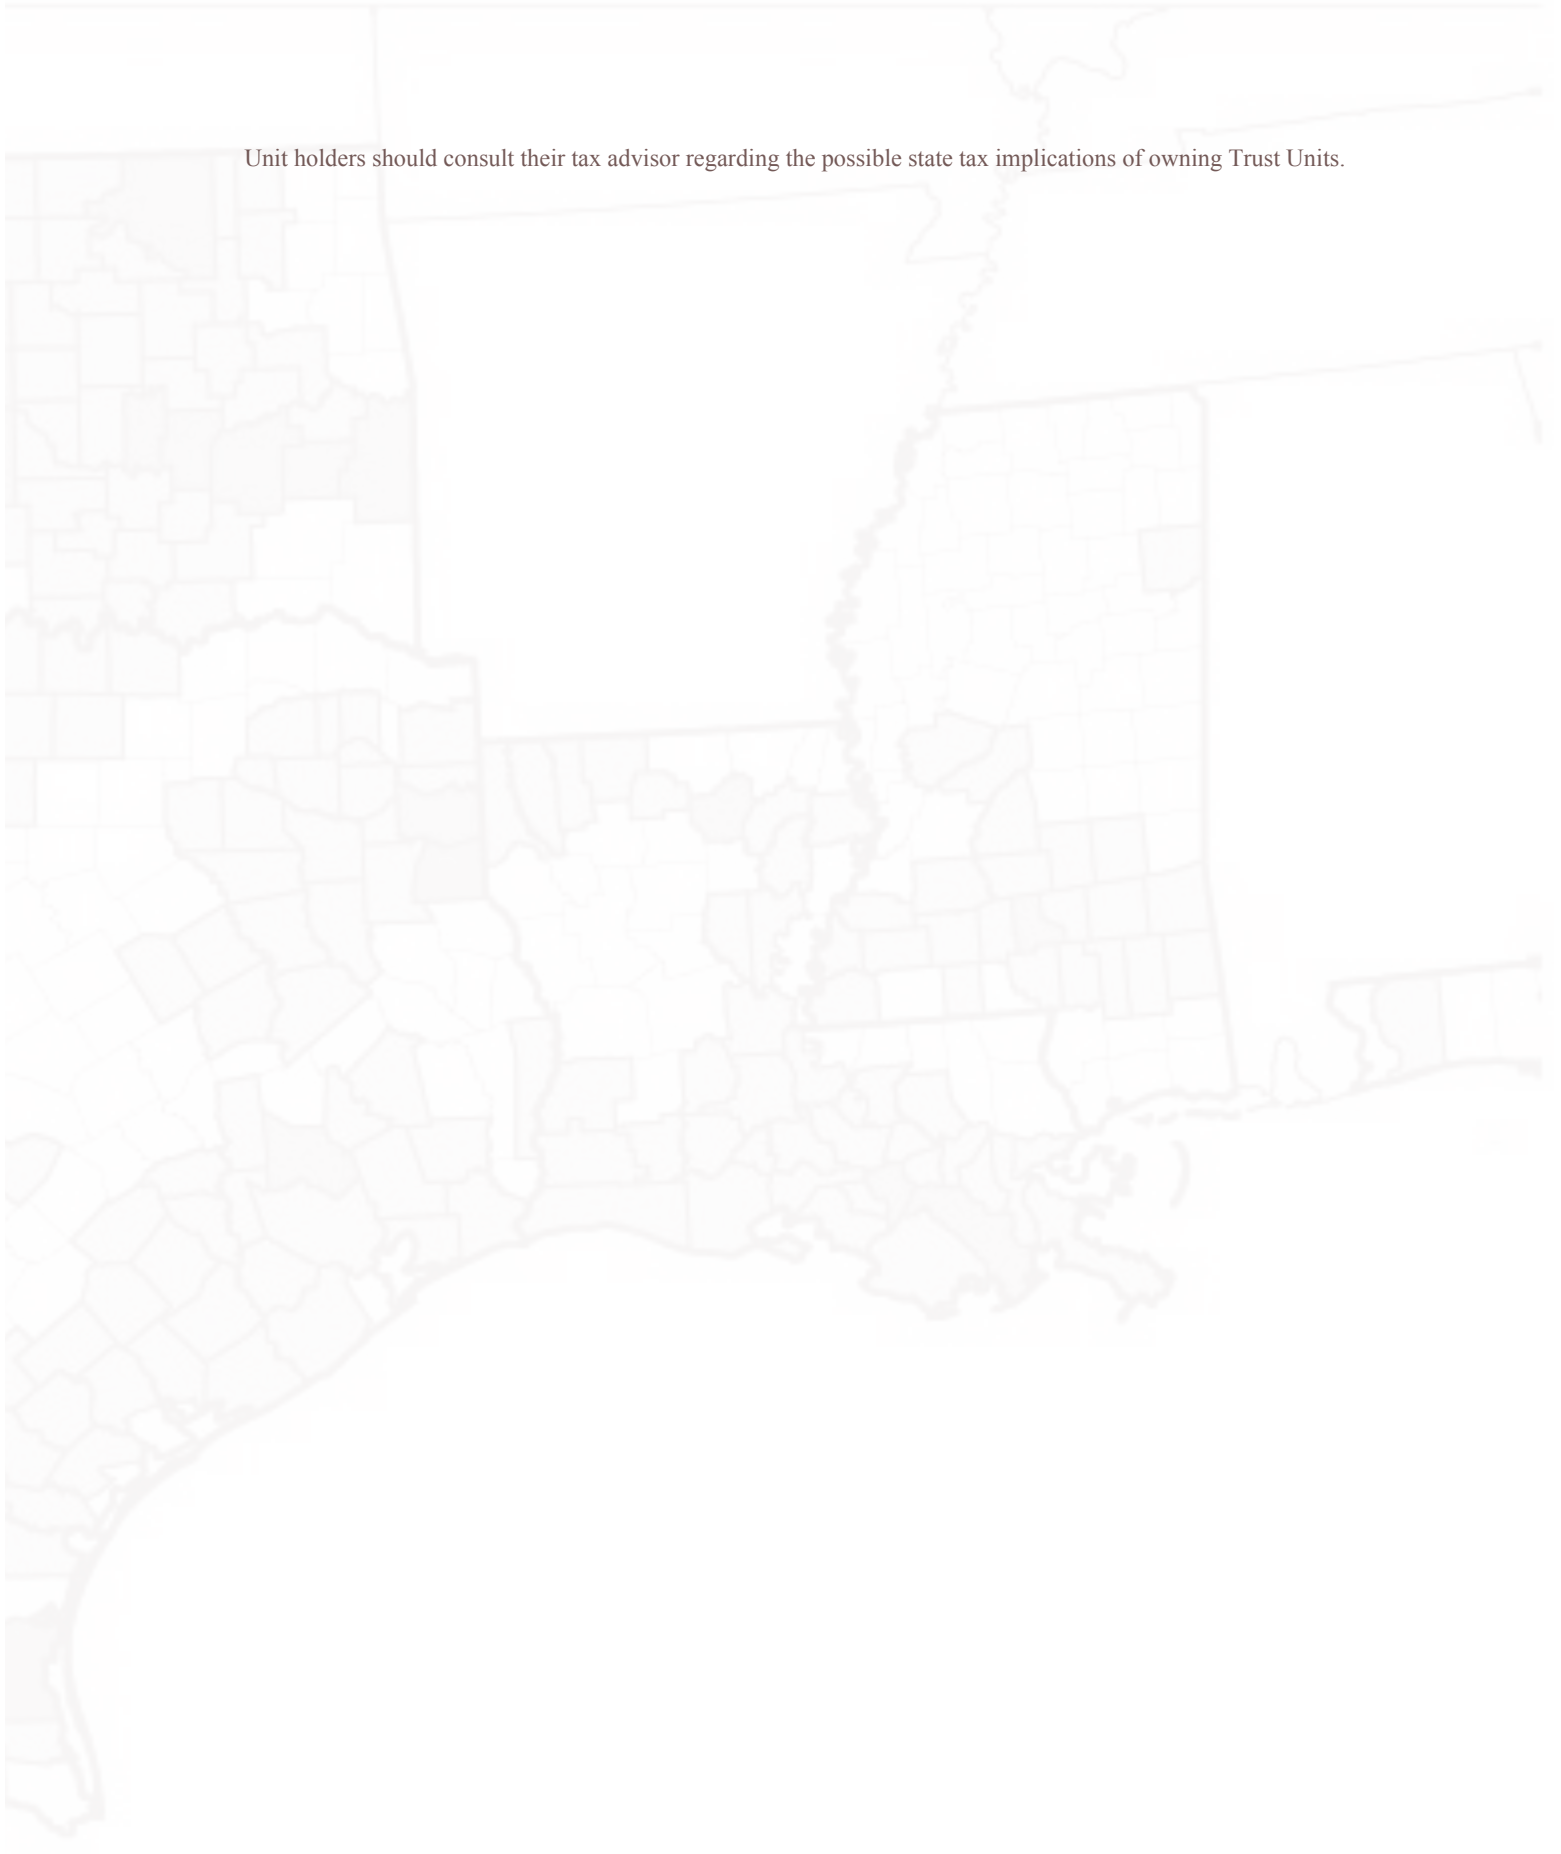 Unit holders should consult their tax advisor regarding the possible state tax implications of owning Trust Units.